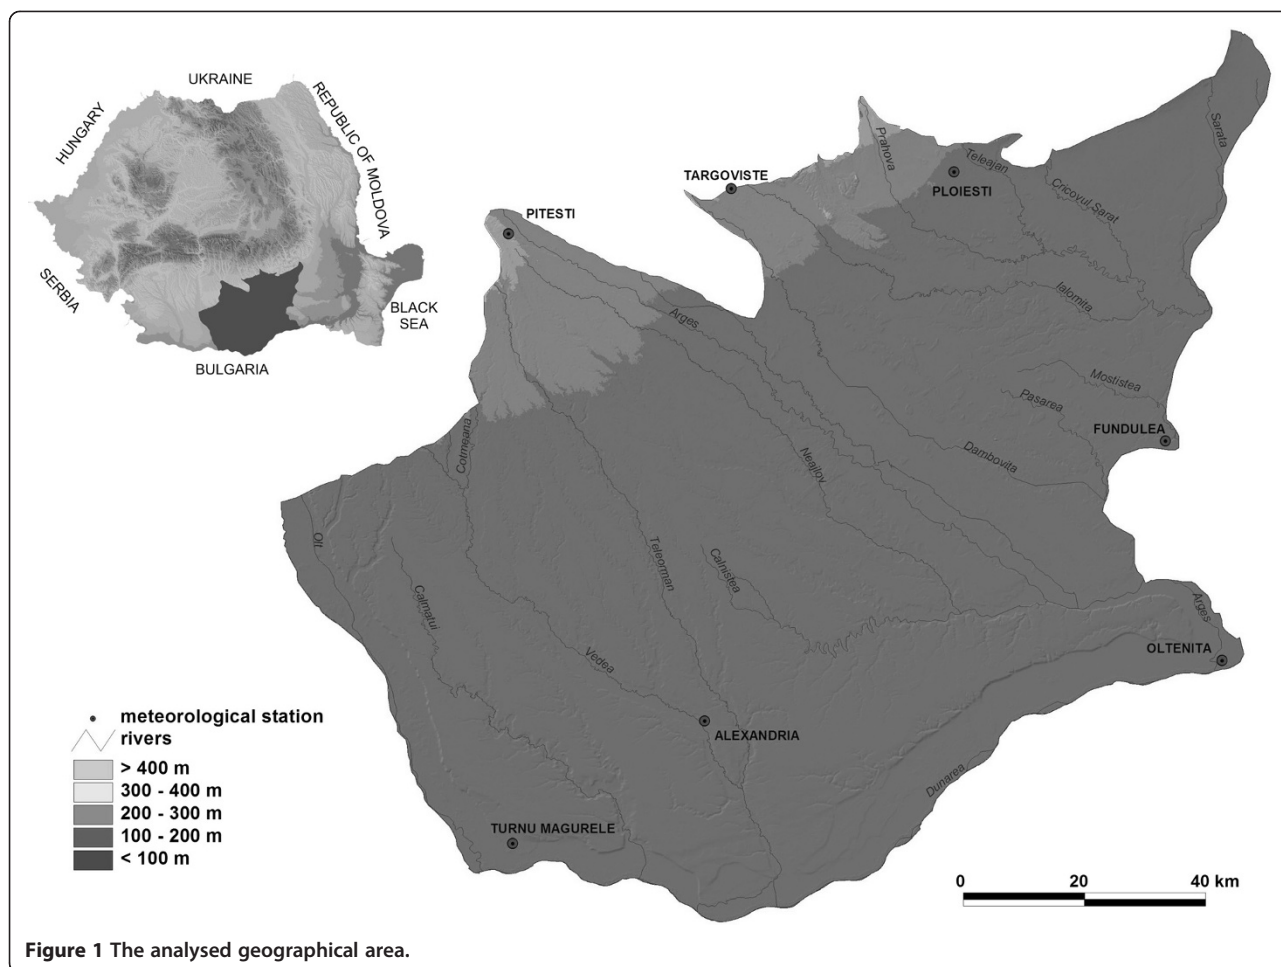 UKRAINE
HUNGARY
REPUBLIC OF MOLDOVA
SERBIA
BLACK
SEA
BULGARIA
TARGOVISTE
Prahova
Teleajan
PLOIESTI
Cricovul Sarat
Sarata
PITESTI
Ialomita
Arges
Mostistea
Pasarea
FUNDULEA
Cotmeana
Neajlov
Dambovita
Olt
Teleorman
Calnistea
Calmatui
Vedea
Arges
OLTENITA
ALEXANDRIA
Dunarea
TURNU MAGURELE
meteorological station
rivers
> 400 m
300 - 400 m
200 - 300 m
100 - 200 m
< 100 m
0 20 40 km
Figure 1 The analysed geographical area.